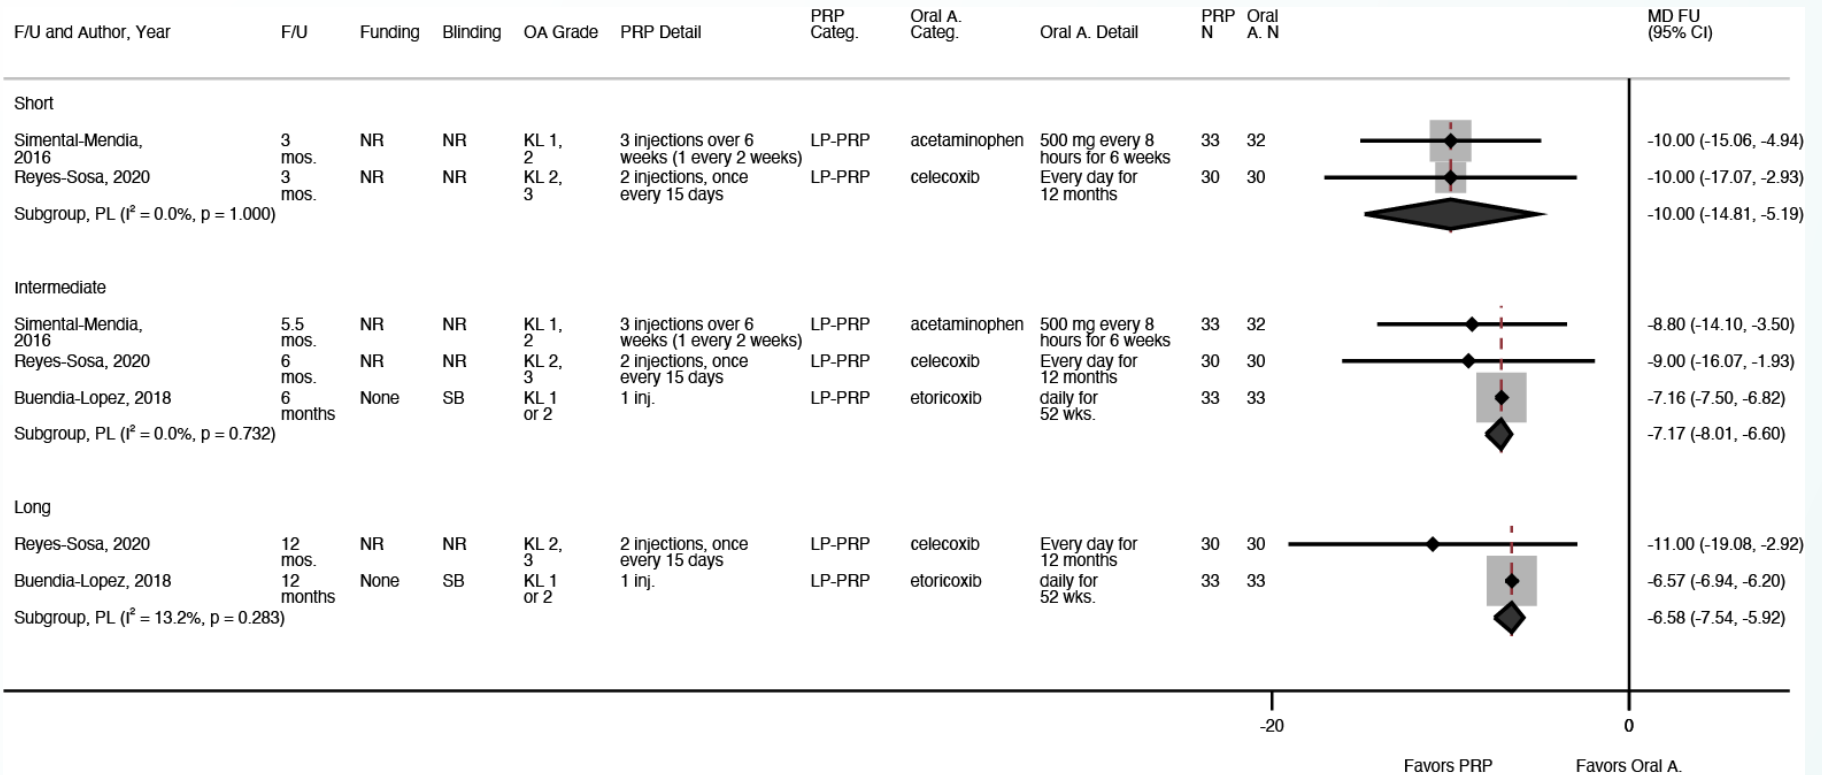 F/U and Author, Year F/U Funding Blinding OA Grade PRP Detail PRP Categ. Oral A. Categ. Oral A. Detail PRP N Oral A. N MD FU (95% CI)
Short
Simental-Mendia, 2016 3 mos. NR NR KL 1, 2 3 injections over 6 weeks (1 every 2 weeks) LP-PRP acetaminophen 500 mg every 8 hours for 6 weeks 33 32 -10.00 (-15.06, -4.94)
Reyes-Sosa, 2020 3 mos. NR NR KL 2, 3 2 injections, once every 15 days LP-PRP celecoxib Every day for 12 months 30 30 -10.00 (-17.07, -2.93)
Subgroup, PL (I² = 0.0%, p = 1.000) -10.00 (-14.81, -5.19)
Intermediate
Simental-Mendia, 2016 5.5 mos. NR NR KL 1, 2 3 injections over 6 weeks (1 every 2 weeks) LP-PRP acetaminophen 500 mg every 8 hours for 6 weeks 33 32 -8.80 (-14.10, -3.50)
Reyes-Sosa, 2020 6 mos. NR NR KL 2, 3 2 injections, once every 15 days LP-PRP celecoxib Every day for 12 months 30 30 -9.00 (-16.07, -1.93)
Buendia-Lopez, 2018 6 months None SB KL 1 or 2 1 inj. LP-PRP etoricoxib daily for 52 wks. 33 33 -7.16 (-7.50, -6.82)
Subgroup, PL (I² = 0.0%, p = 0.732) -7.17 (-8.01, -6.60)
Long
Reyes-Sosa, 2020 12 mos. NR NR KL 2, 3 2 injections, once every 15 days LP-PRP celecoxib Every day for 12 months 30 30 -11.00 (-19.08, -2.92)
Buendia-Lopez, 2018 12 months None SB KL 1 or 2 1 inj. LP-PRP etoricoxib daily for 52 wks. 33 33 -6.57 (-6.94, -6.20)
Subgroup, PL (I² = 13.2%, p = 0.283) -6.58 (-7.54, -5.92)
-20 0
Favors PRP Favors Oral A.